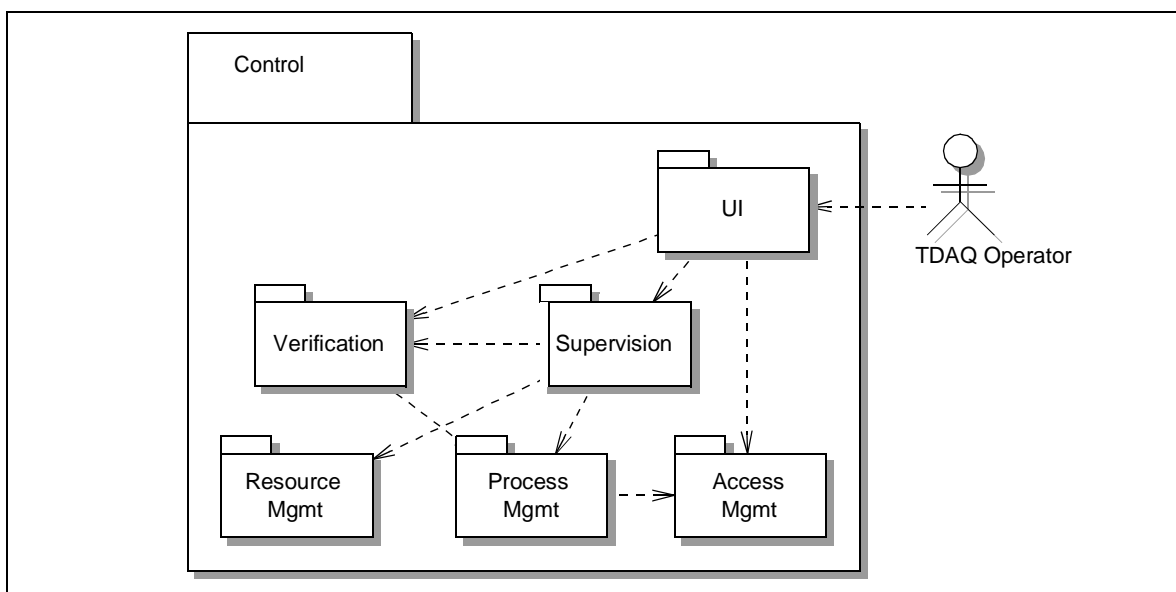 Control
UI
TDAQ Operator
Verification
Supervision
Resource
Mgmt
Process
Mgmt
Access
Mgmt